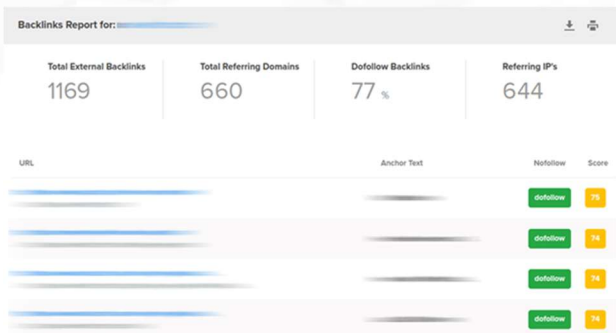 Backlinks Report for:
Total External Backlinks Total Referring Domains Dofollow Backlinks Referring IP's
1169 660 77 % 644
URL Anchor Text Nofollow Score
dofollow 75
dofollow 74
dofollow 74
dofollow 74